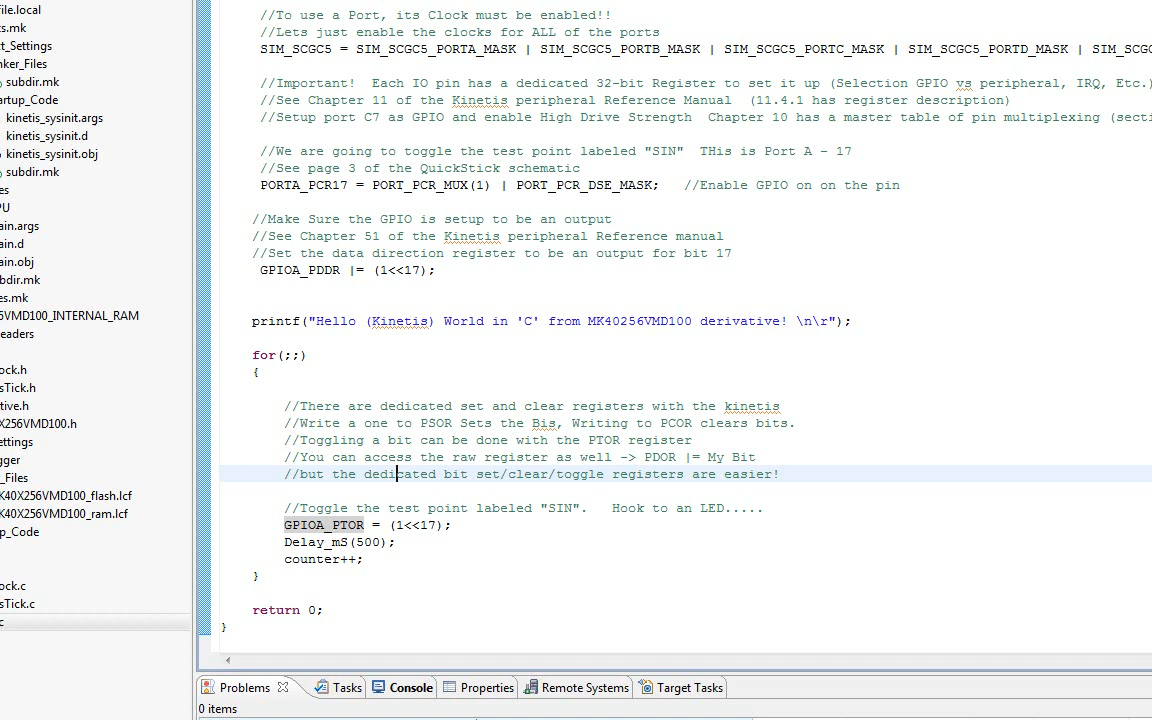 file.local
ts.mk
t_Settings
nker_Files
subdir.mk
artup_Code
kinetis_sysinit.args
kinetis_sysinit.d
kinetis_sysinit.obj
subdir.mk
es
PU
ain.args
ain.d
ain.obj
bdir.mk
es.mk
5VMD100_INTERNAL_RAM
eaders
ock.h
sTick.h
tive.h
X256VMD100.h
ettings
gger
_Files
K40X256VMD100_flash.lcf
K40X256VMD100_ram.lcf
p_Code
ock.c
sTick.c
c
//To use a Port, its Clock must be enabled!!
//Lets just enable the clocks for ALL of the ports
SIM_SCGC5 = SIM_SCGC5_PORTA_MASK | SIM_SCGC5_PORTB_MASK | SIM_SCGC5_PORTC_MASK | SIM_SCGC5_PORTD_MASK | SIM_SCGC
//Important!  Each IO pin has a dedicated 32-bit Register to set it up (Selection GPIO vs peripheral, IRQ, Etc.)
//See Chapter 11 of the Kinetis peripheral Reference Manual  (11.4.1 has register description)
//Setup port C7 as GPIO and enable High Drive Strength  Chapter 10 has a master table of pin multiplexing (secti
//We are going to toggle the test point labeled "SIN"  THis is Port A - 17
//See page 3 of the QuickStick schematic
PORTA_PCR17 = PORT_PCR_MUX(1) | PORT_PCR_DSE_MASK;   //Enable GPIO on on the pin
//Make Sure the GPIO is setup to be an output
//See Chapter 51 of the Kinetis peripheral Reference manual
//Set the data direction register to be an output for bit 17
GPIOA_PDDR |= (1<<17);
printf("Hello (Kinetis) World in 'C' from MK40256VMD100 derivative! \n\r");
for(;;)
{
//There are dedicated set and clear registers with the kinetis
//Write a one to PSOR Sets the Bis, Writing to PCOR clears bits.
//Toggling a bit can be done with the PTOR register
//You can access the raw register as well -> PDOR |= My Bit
//but the dedicated bit set/clear/toggle registers are easier!
//Toggle the test point labeled "SIN".   Hook to an LED.....
GPIOA_PTOR = (1<<17);
Delay_mS(500);
counter++;
}
return 0;
}
Problems Tasks Console Properties Remote Systems Target Tasks
0 items